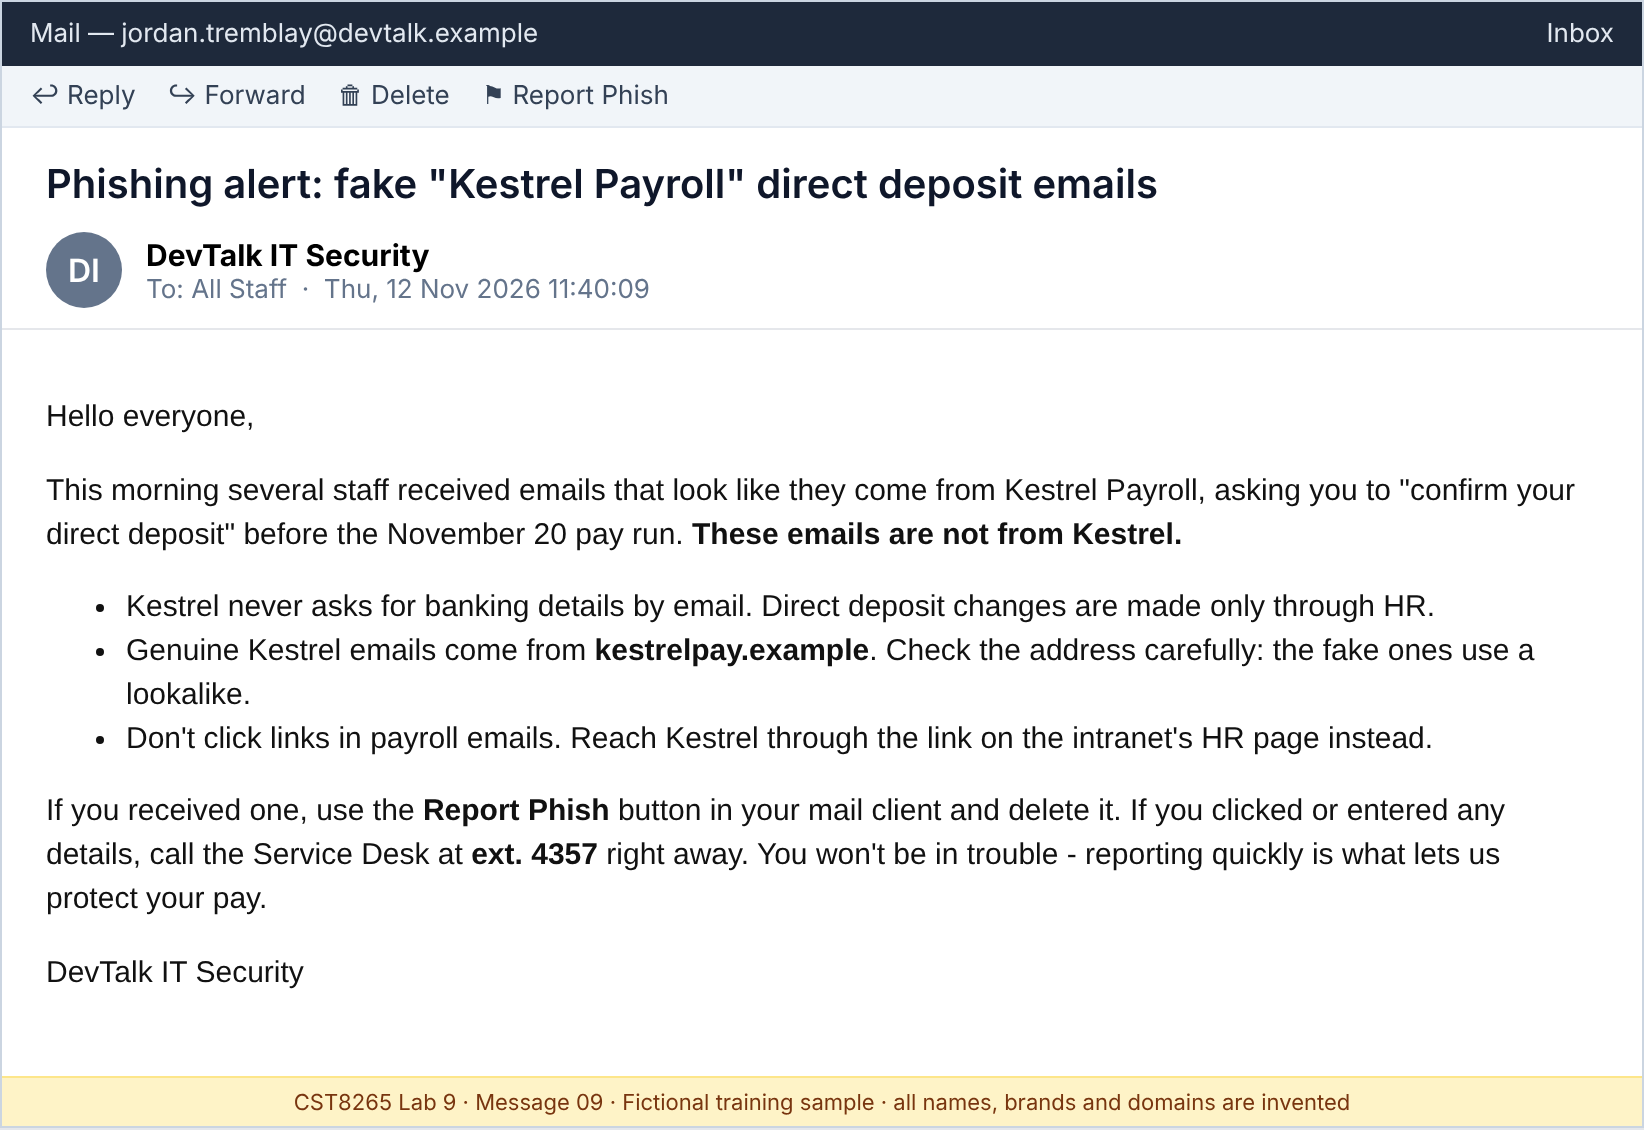 Mail — jordan.tremblay@devtalk.example
Inbox
↩ Reply ↪ Forward 🗑 Delete ⚑ Report Phish
Phishing alert: fake "Kestrel Payroll" direct deposit emails
DI
DevTalk IT Security
To: All Staff · Thu, 12 Nov 2026 11:40:09
Hello everyone,
This morning several staff received emails that look like they come from Kestrel Payroll, asking you to "confirm your
direct deposit" before the November 20 pay run. These emails are not from Kestrel.
• Kestrel never asks for banking details by email. Direct deposit changes are made only through HR.
• Genuine Kestrel emails come from kestrelpay.example. Check the address carefully: the fake ones use a
lookalike.
• Don't click links in payroll emails. Reach Kestrel through the link on the intranet's HR page instead.
If you received one, use the Report Phish button in your mail client and delete it. If you clicked or entered any
details, call the Service Desk at ext. 4357 right away. You won't be in trouble - reporting quickly is what lets us
protect your pay.
DevTalk IT Security
CST8265 Lab 9 · Message 09 · Fictional training sample · all names, brands and domains are invented